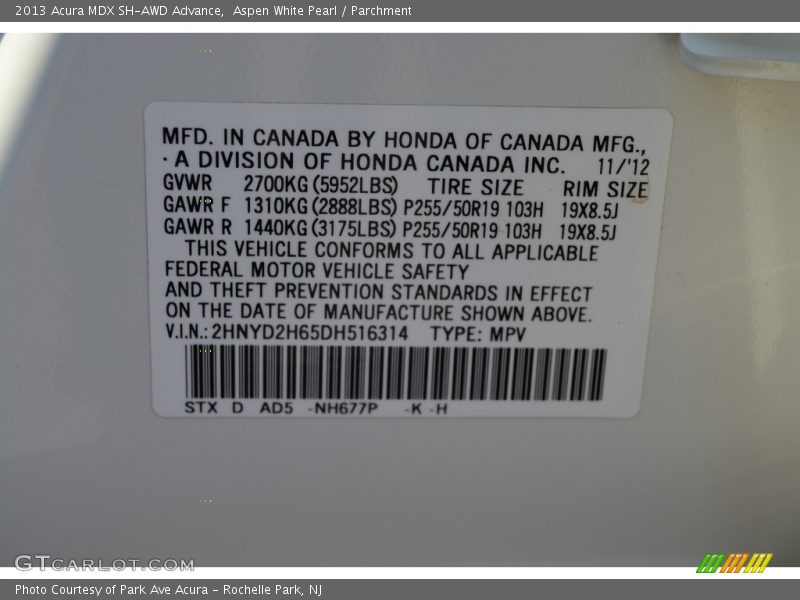 2013 Acura MDX SH-AWD Advance, Aspen White Pearl / Parchment
MFD. IN CANADA BY HONDA OF CANADA MFG.,
· A DIVISION OF HONDA CANADA INC. 11/'12
GVWR 2700KG (5952LBS) TIRE SIZE RIM SIZE
GAWR F 1310KG (2888LBS) P255/50R19 103H 19X8.5J
GAWR R 1440KG (3175LBS) P255/50R19 103H 19X8.5J
THIS VEHICLE CONFORMS TO ALL APPLICABLE
FEDERAL MOTOR VEHICLE SAFETY
AND THEFT PREVENTION STANDARDS IN EFFECT
ON THE DATE OF MANUFACTURE SHOWN ABOVE.
V.I.N.: 2HNYD2H65DH516314 TYPE: MPV
STX D AD5 -NH677P -K -H
GTCARLOT.COM
Photo Courtesy of Park Ave Acura - Rochelle Park, NJ